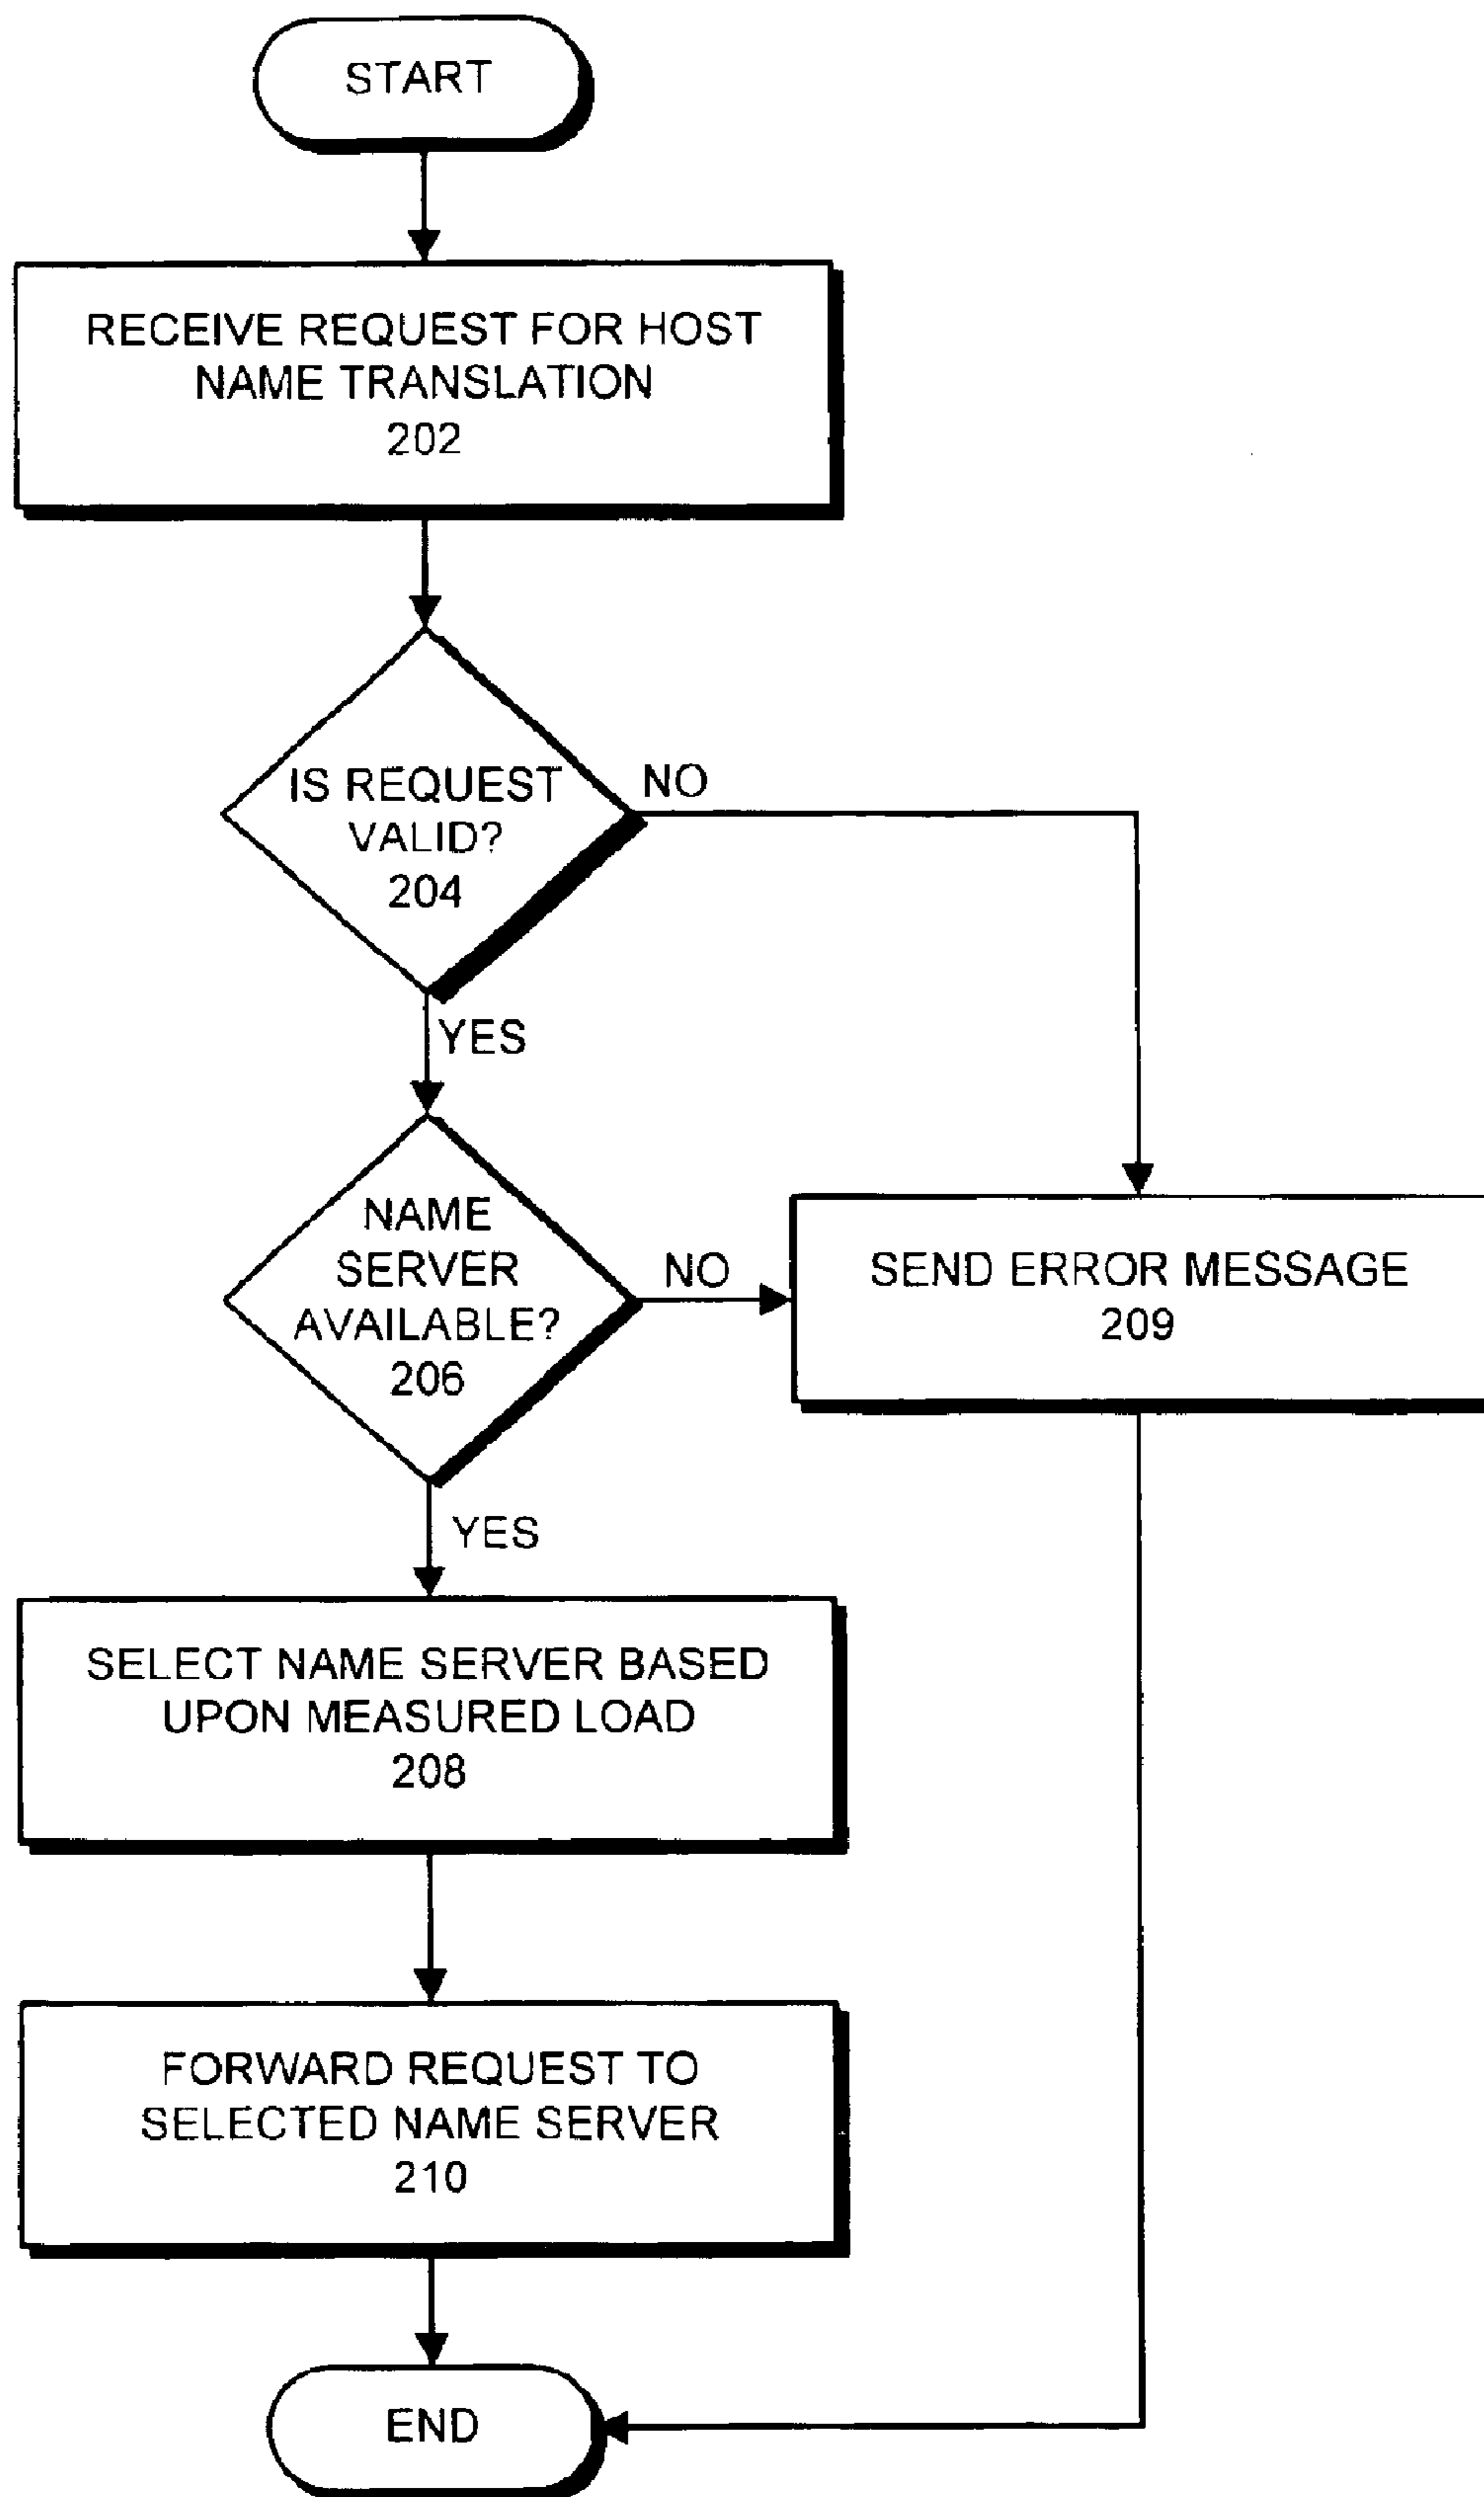 START
RECEIVE REQUEST FOR HOST
NAME TRANSLATION
202
IS REQUEST
VALID?
204
NO
YES
NAME
SERVER
AVAILABLE?
206
NO
SEND ERROR MESSAGE
209
YES
SELECT NAME SERVER BASED
UPON MEASURED LOAD
208
FORWARD REQUEST TO
SELECTED NAME SERVER
210
END